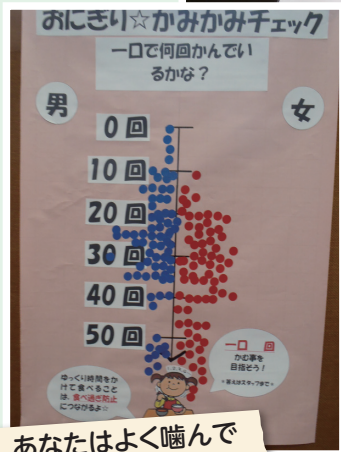 おにぎり☆かみかみチェック
一口で何回かんでい
るかな？
男
女
0回
10回
20回
30回
40回
50回
一口　回
かむ事を
目指そう！
ゆっくり時間をか
けて食べること
は、食べ過ぎ防止
につながるよ☆
あなたはよく噛んで